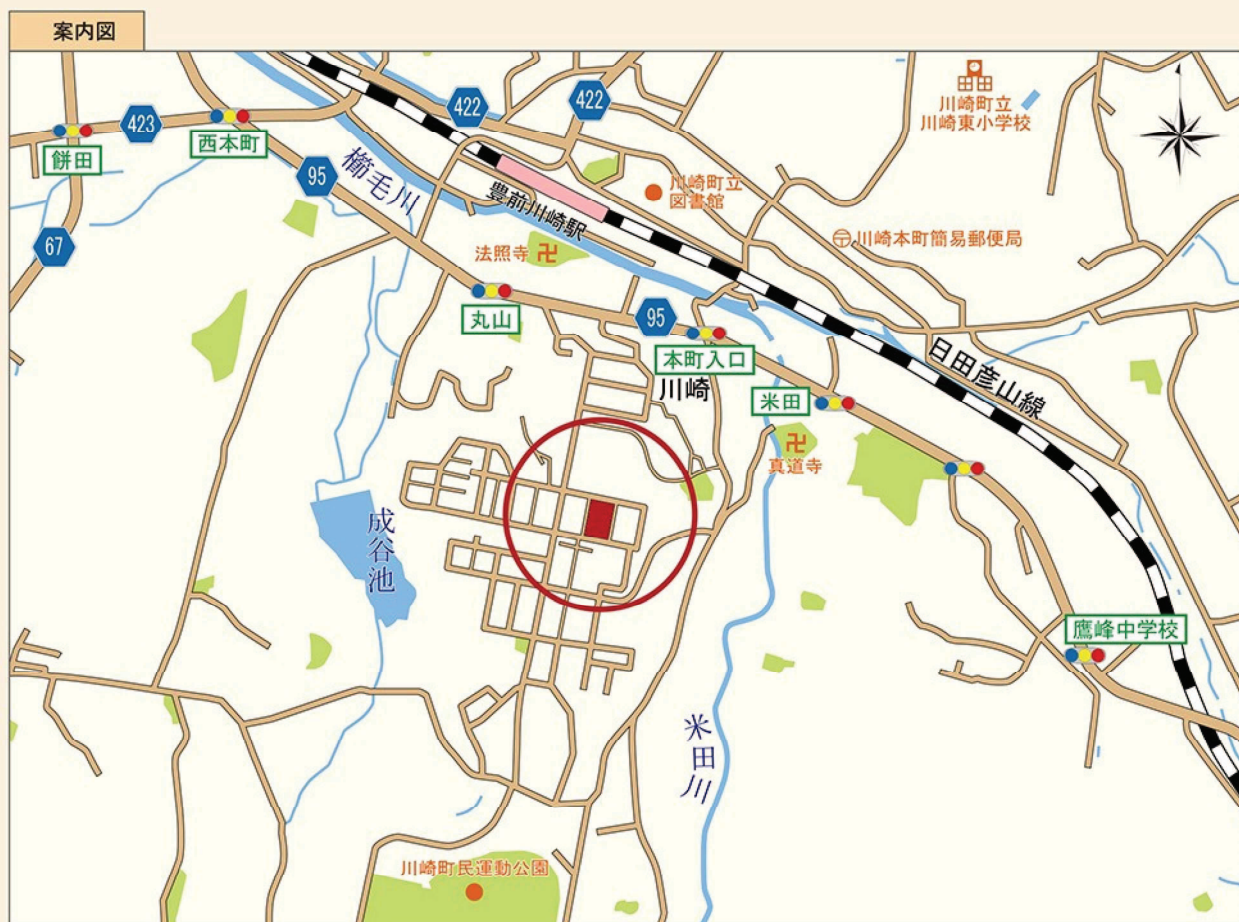 案内図
422
422
423
西本町
餅田
95
67
櫛毛川
豊前川崎駅
川崎町立
図書館
川崎町立
川崎東小学校
川崎本町簡易郵便局
法照寺
丸山
95
本町入口
川崎
米田
日田彦山線
真道寺
成谷池
鷹峰中学校
米田川
川崎町民運動公園